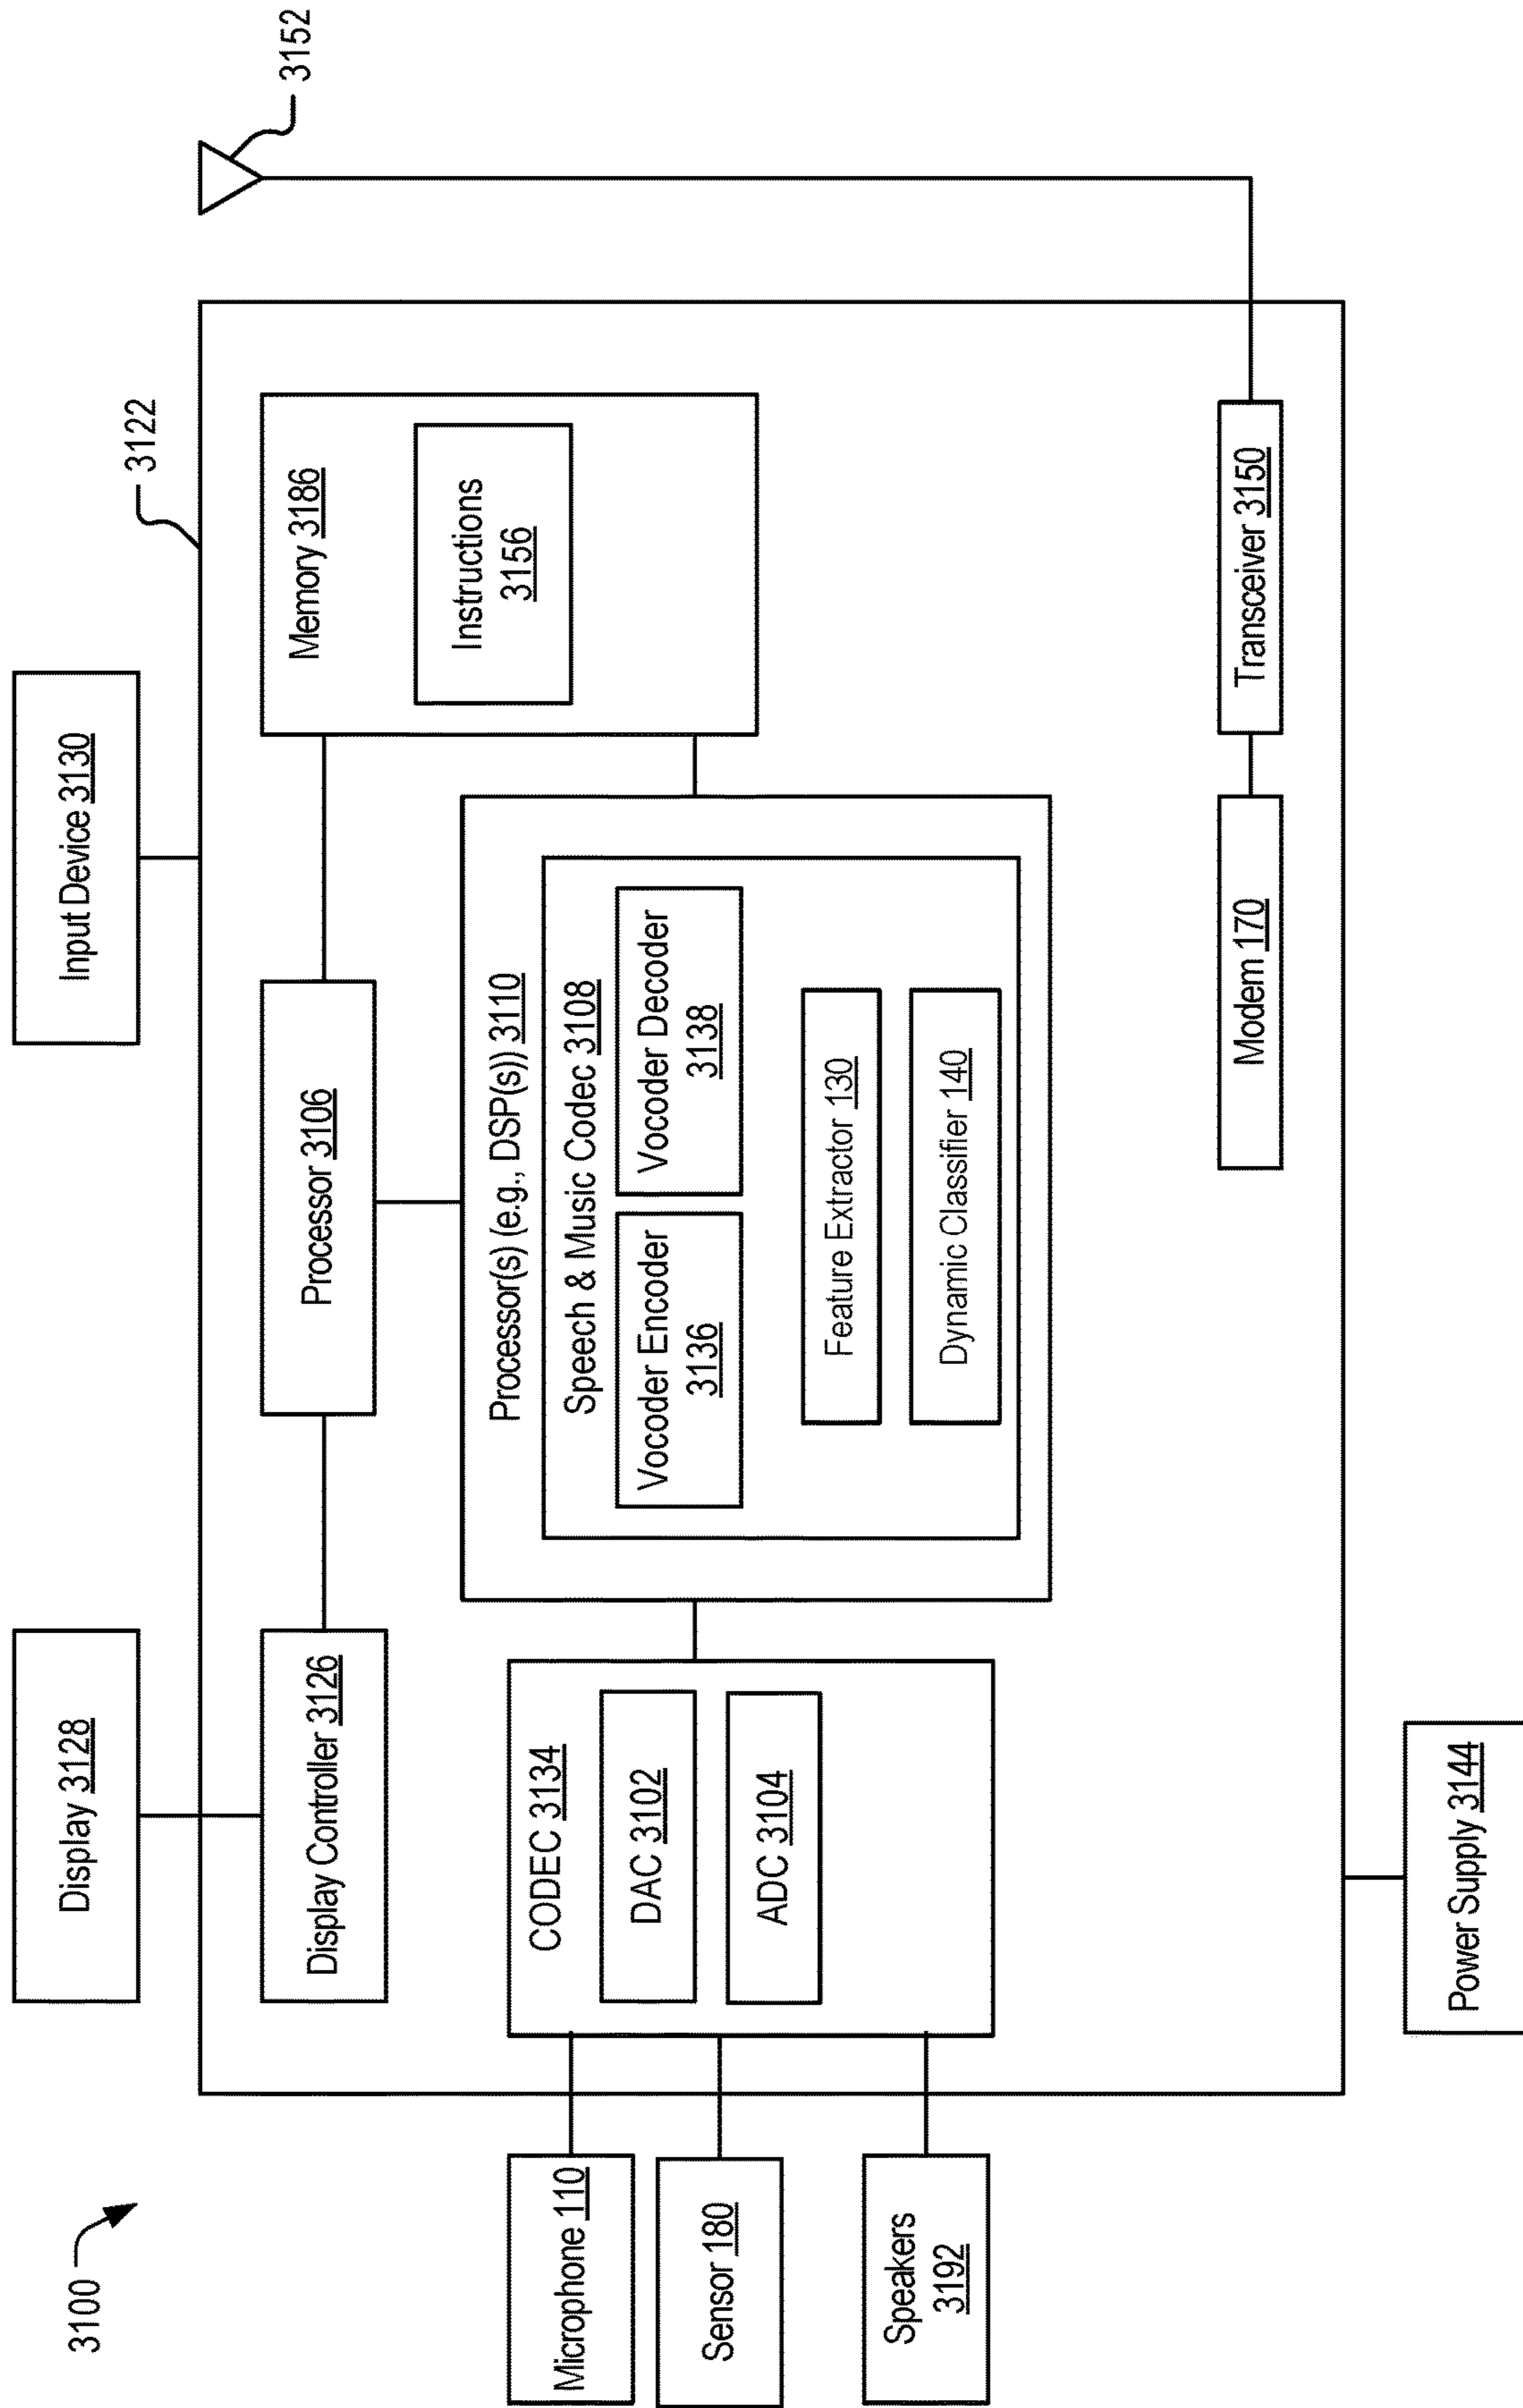 3100
Display 3128
Input Device 3130
3122
3152
Display Controller 3126
Processor 3106
Memory 3186
Instructions
3156
Microphone 110
Sensor 180
Speakers
3192
CODEC 3134
DAC 3102
ADC 3104
Processor(s) (e.g., DSP(s)) 3110
Speech & Music Codec 3108
Vocoder Encoder
3136
Vocoder Decoder
3138
Feature Extractor 130
Dynamic Classifier 140
Modem 170
Transceiver 3150
Power Supply 3144